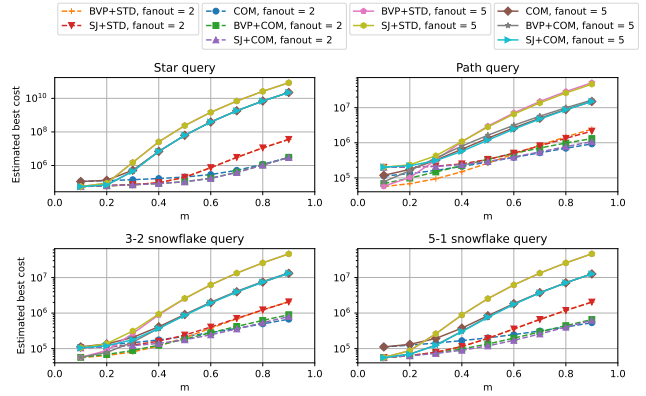 BVP+STD, fanout = 2
SJ+STD, fanout = 2
COM, fanout = 2
BVP+COM, fanout = 2
SJ+COM, fanout = 2
BVP+STD, fanout = 5
SJ+STD, fanout = 5
COM, fanout = 5
BVP+COM, fanout = 5
SJ+COM, fanout = 5
Star query
Estimated best cost
10^10
10^8
10^6
0.0 0.2 0.4 0.6 0.8 1.0
m
Path query
10^7
10^6
10^5
0.0 0.2 0.4 0.6 0.8 1.0
m
3-2 snowflake query
Estimated best cost
10^7
10^6
10^5
0.0 0.2 0.4 0.6 0.8 1.0
m
5-1 snowflake query
10^7
10^6
10^5
0.0 0.2 0.4 0.6 0.8 1.0
m